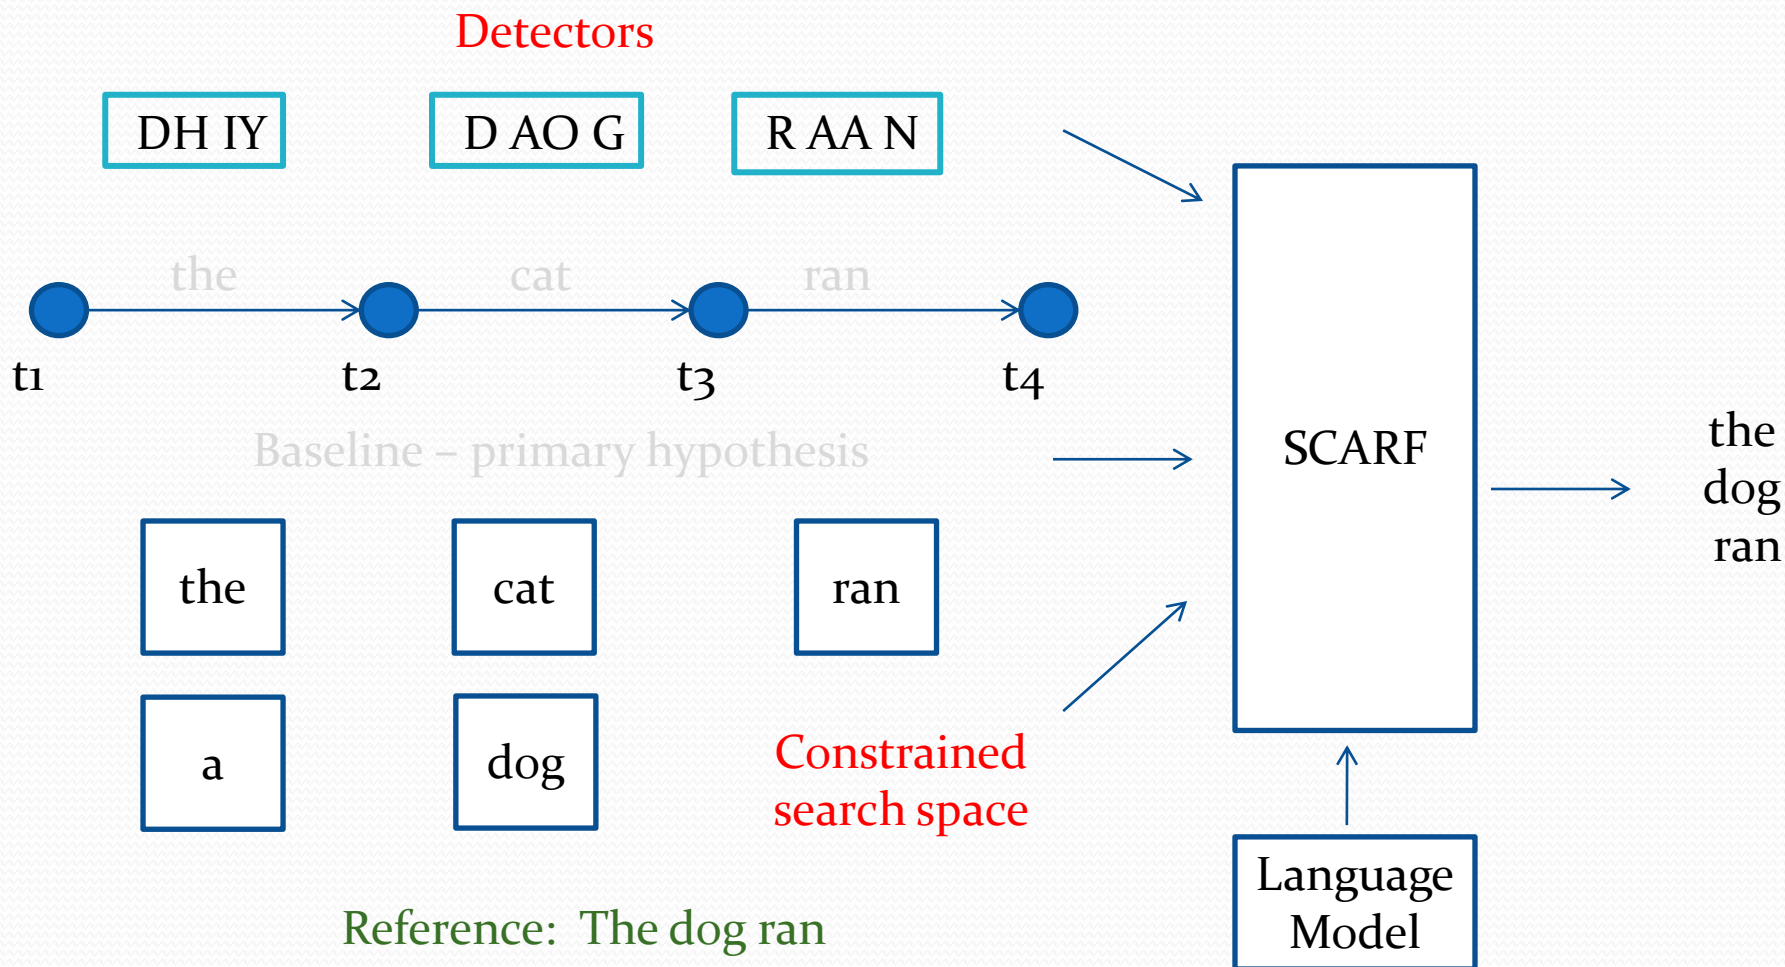 Detectors
DH IY
D AO G
R AA N
the
cat
ran
t1
t2
t3
t4
Baseline – primary hypothesis
SCARF
the
dog
ran
the
cat
ran
a
dog
Constrained
search space
Language
Model
Reference: The dog ran